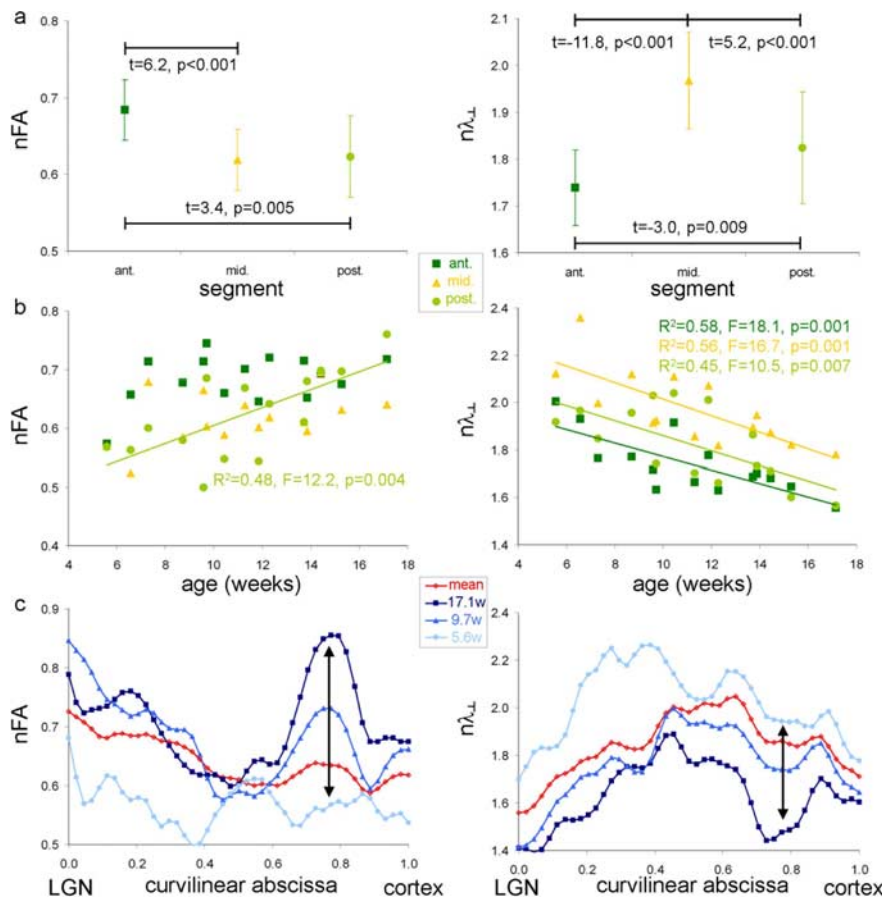 a
nFA
0.8
0.7
0.6
0.5
t=6.2, p<0.001
t=3.4, p=0.005
ant.
mid.
post.
segment
nλ⊥
2.1
2.0
1.9
1.8
1.7
1.6
t=-11.8, p<0.001
t=5.2, p<0.001
t=-3.0, p=0.009
ant.
mid.
post.
segment
ant.
mid.
post.
b
nFA
0.8
0.7
0.6
0.5
0.4
R²=0.48, F=12.2, p=0.004
4 6 8 10 12 14 16 18
age (weeks)
nλ⊥
2.4
2.2
2.0
1.8
1.6
1.4
R²=0.58, F=18.1, p=0.001
R²=0.56, F=16.7, p=0.001
R²=0.45, F=10.5, p=0.007
4 6 8 10 12 14 16 18
age (weeks)
mean
17.1w
9.7w
5.6w
c
nFA
0.9
0.8
0.7
0.6
0.5
0.0 0.2 0.4 0.6 0.8 1.0
LGN curvilinear abscissa cortex
nλ⊥
2.4
2.2
2.0
1.8
1.6
1.4
0.0 0.2 0.4 0.6 0.8 1.0
LGN curvilinear abscissa cortex